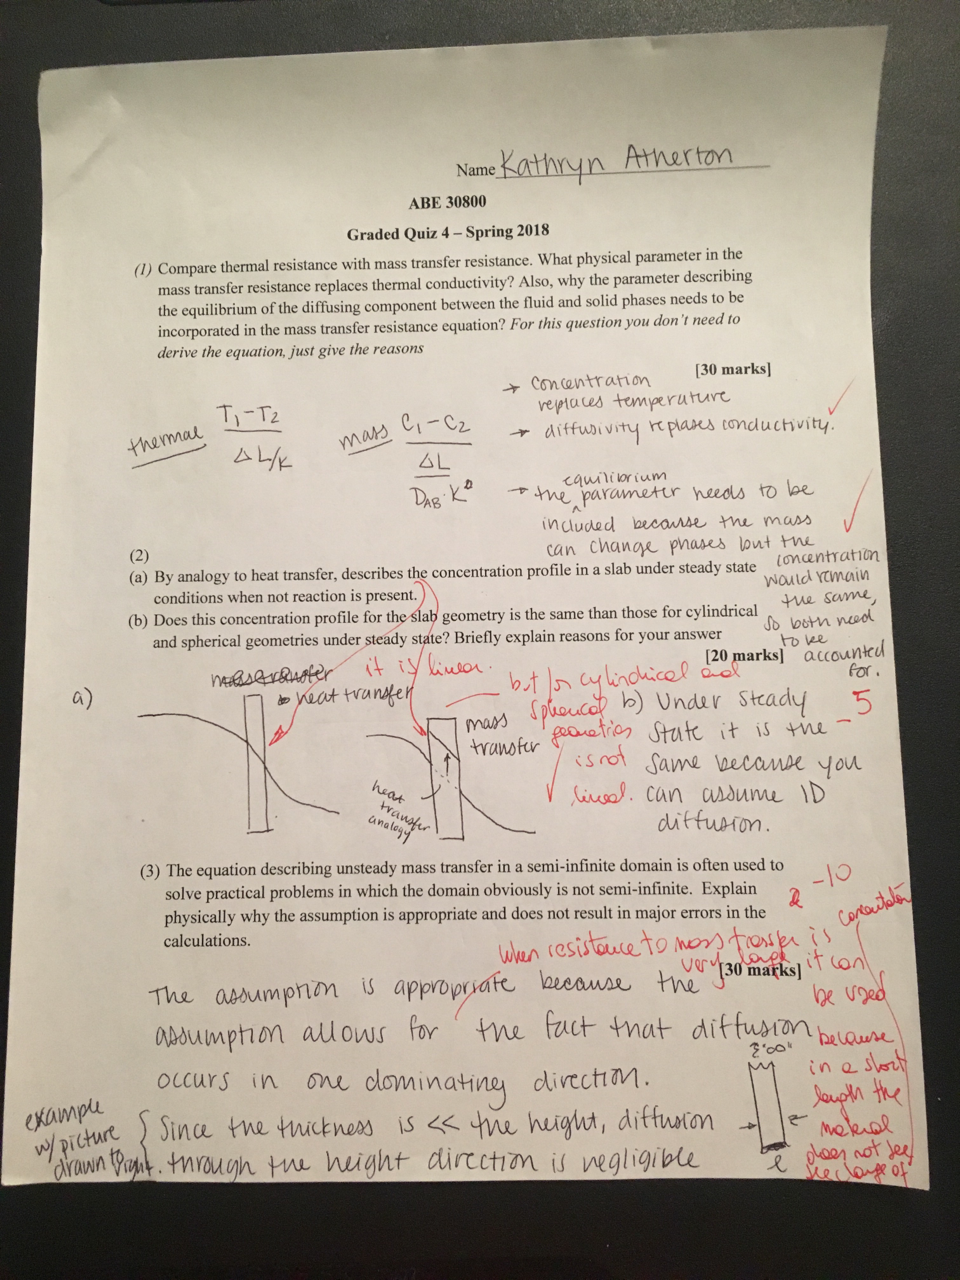 Name Kathryn Atherton
ABE 30800
Graded Quiz 4 – Spring 2018
(1) Compare thermal resistance with mass transfer resistance. What physical parameter in the
mass transfer resistance replaces thermal conductivity? Also, why the parameter describing
the equilibrium of the diffusing component between the fluid and solid phases needs to be
incorporated in the mass transfer resistance equation? For this question you don't need to
derive the equation, just give the reasons
[30 marks]
thermal
T1-T2
ΔL/K
mass
C1-C2
ΔL
DAB·K
→ concentration
replaces temperature
→ diffusivity replases conductivity.
equilibrium
→ the ^ parameter needs to be
included because the mass
can change phases but the
concentration
would remain
the same,
so both need
to be
accounted
for.
(2)
(a) By analogy to heat transfer, describes the concentration profile in a slab under steady state
conditions when not reaction is present.
(b) Does this concentration profile for the slab geometry is the same than those for cylindrical
and spherical geometries under steady state? Briefly explain reasons for your answer
[20 marks]
a)
mass transfer
heat transfer
it is linear.
mass
transfer
heat
transfer
analogy
but for cylindrical and
spherical
geometries
is not
lineal.
b) Under steady
state it is the
same because you
can assume 1D
diffusion.
-5
(3) The equation describing unsteady mass transfer in a semi-infinite domain is often used to
solve practical problems in which the domain obviously is not semi-infinite. Explain
physically why the assumption is appropriate and does not result in major errors in the
calculations.
[30 marks]
-10
When resistance to mass transfer is
very large it can
be used
because
in a short
length the
material
does not see
the change of
concentration
The assumption is appropriate because the
assumption allows for the fact that diffusion
occurs in one dominating direction.
example
w/ picture
drawn to right.
{ Since the thickness is << the height, diffusion
through the height direction is negligible
"∞"